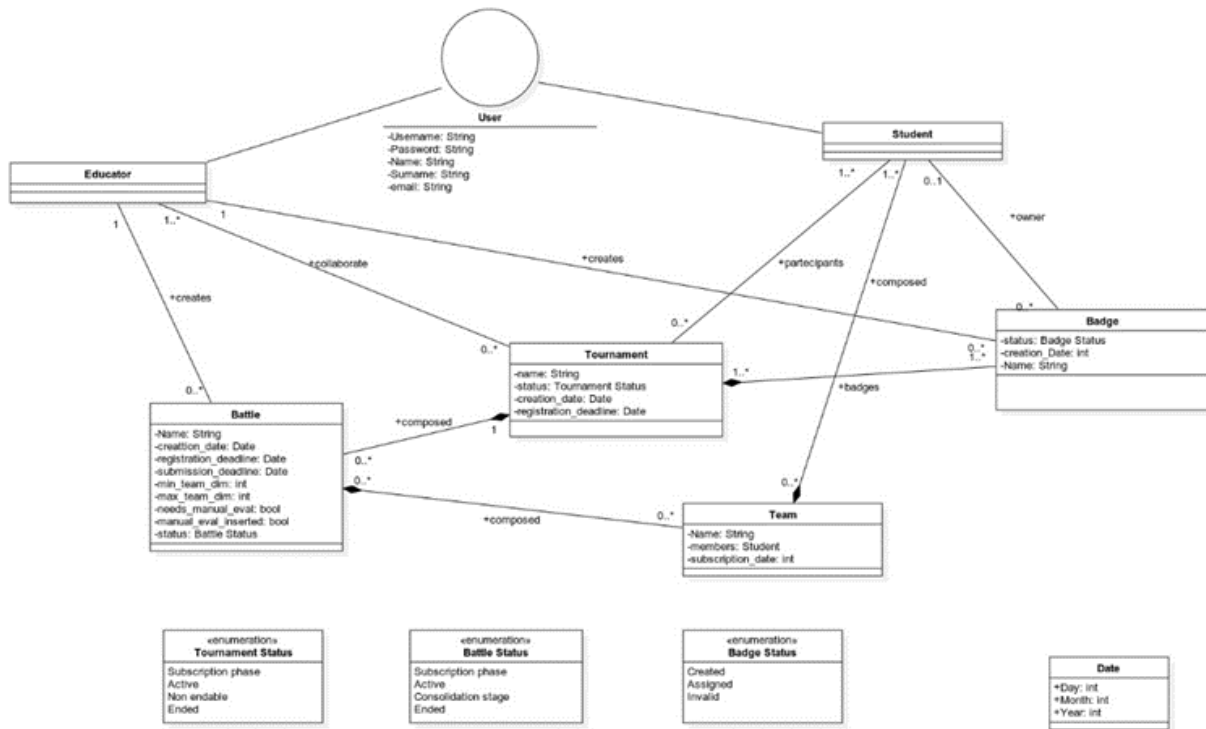 User
-Username: String
-Password: String
-Name: String
-Surname: String
-email: String
Student
Educator
1
1..*
1
1..*
1..*
0..1
+owner
+creates
+collaborate
+partecipants
+creates
+composed
0..*
0..*
0..*
0..*
1..*
Badge
-status: Badge Status
-creation_Date: int
-Name: String
Tournament
-name: String
-status: Tournament Status
-creation_date: Date
-registration_deadline: Date
1..*
+badges
0..*
Battle
-Name: String
-creattion_date: Date
-registration_deadline: Date
-submission_deadline: Date
-min_team_dim: int
-max_team_dim: int
-needs_manual_eval: bool
-manual_eval_inserted: bool
-status: Battle Status
+composed
1
0..*
0..*
+composed
0..*
0..*
Team
-Name: String
-members: Student
-subscription_date: int
«enumeration»
Tournament Status
Subscription phase
Active
Non endable
Ended
«enumeration»
Battle Status
Subscription phase
Active
Consolidation stage
Ended
«enumeration»
Badge Status
Created
Assigned
Invalid
Date
+Day: int
+Month: int
+Year: int